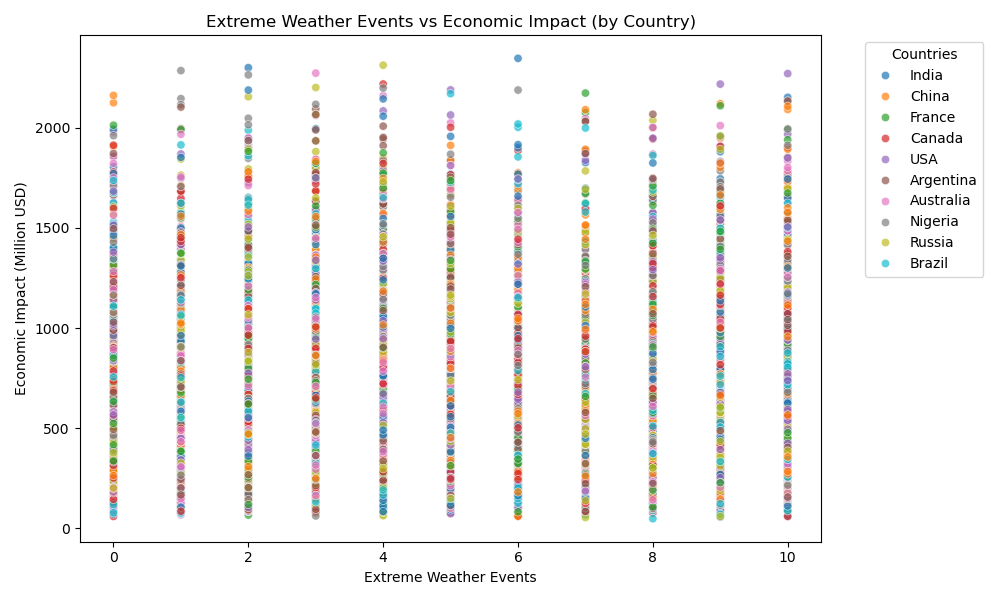 Extreme Weather Events vs Economic Impact (by Country)
Economic Impact (Million USD)
2000
1500
1000
500
0
0 2 4 6 8 10
Extreme Weather Events
Countries
India
China
France
Canada
USA
Argentina
Australia
Nigeria
Russia
Brazil